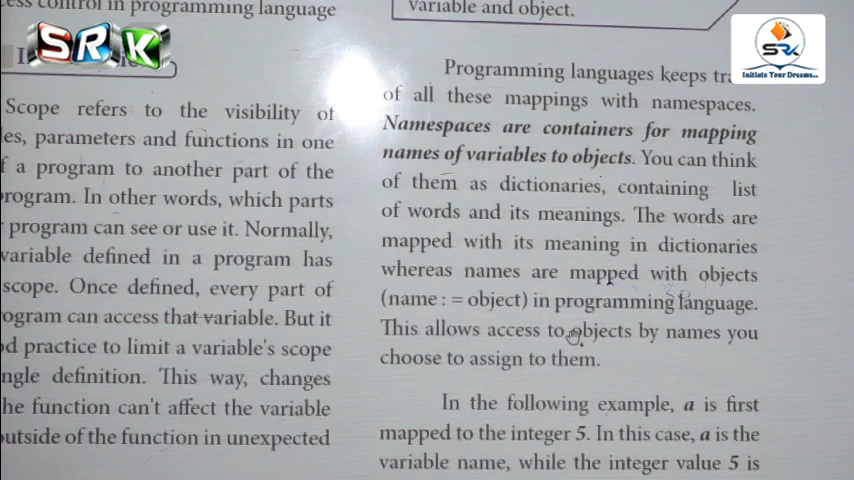 control in programming language
SRK
Scope refers to the visibility of
parameters and functions in one
a program to another part of the
In other words, which parts
program can see or use it. Normally,
variable defined in a program has
scope. Once defined, every part of
can access that variable. But it
practice to limit a variable's scope
definition. This way, changes
the function can't affect the variable
outside of the function in unexpected
variable and object.
SRK
Initiate Your Dreams..
Programming languages keeps
of all these mappings with namespaces.
Namespaces are containers for mapping
names of variables to objects. You can think
of them as dictionaries, containing list
of words and its meanings. The words are
mapped with its meaning in dictionaries
whereas names are mapped with objects
(name : = object) in programming language.
This allows access to objects by names you
choose to assign to them.
In the following example, a is first
mapped to the integer 5. In this case, a is the
variable name, while the integer value 5 is